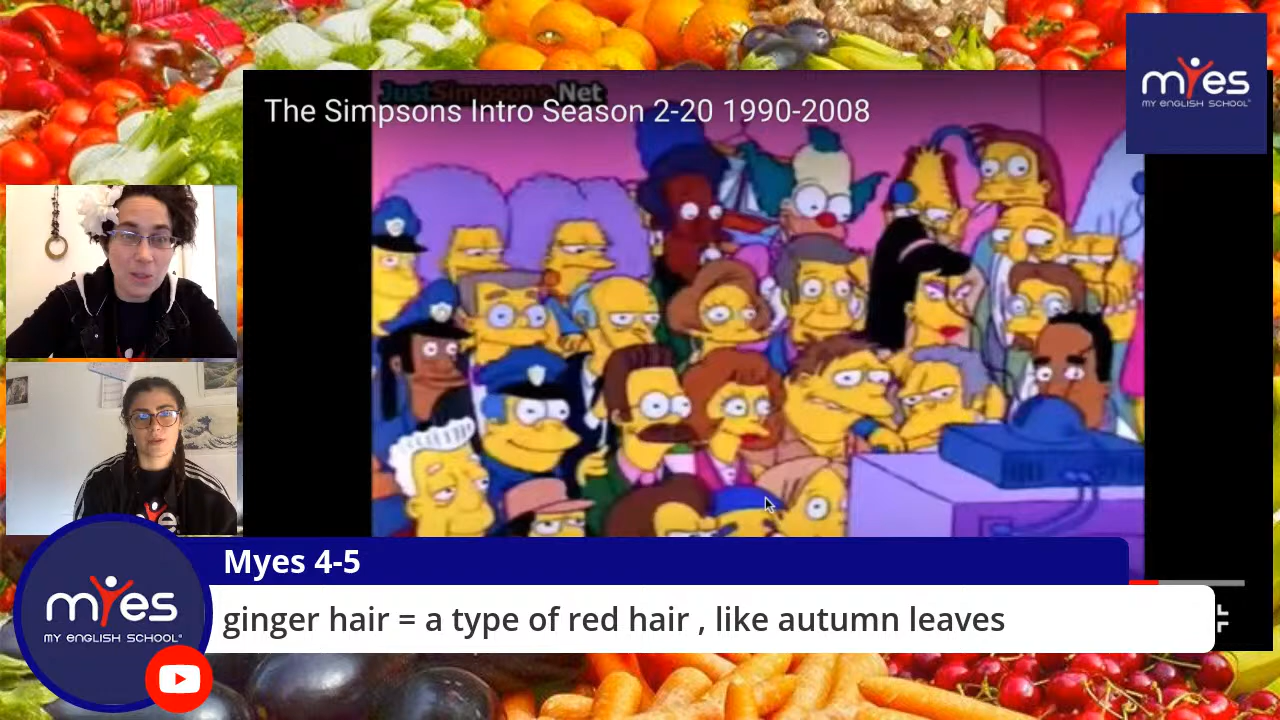 JustSimpsons.Net
The Simpsons Intro Season 2-20 1990-2008
myes
MY ENGLISH SCHOOL
Myes 4-5
ginger hair = a type of red hair , like autumn leaves
myes
MY ENGLISH SCHOOL